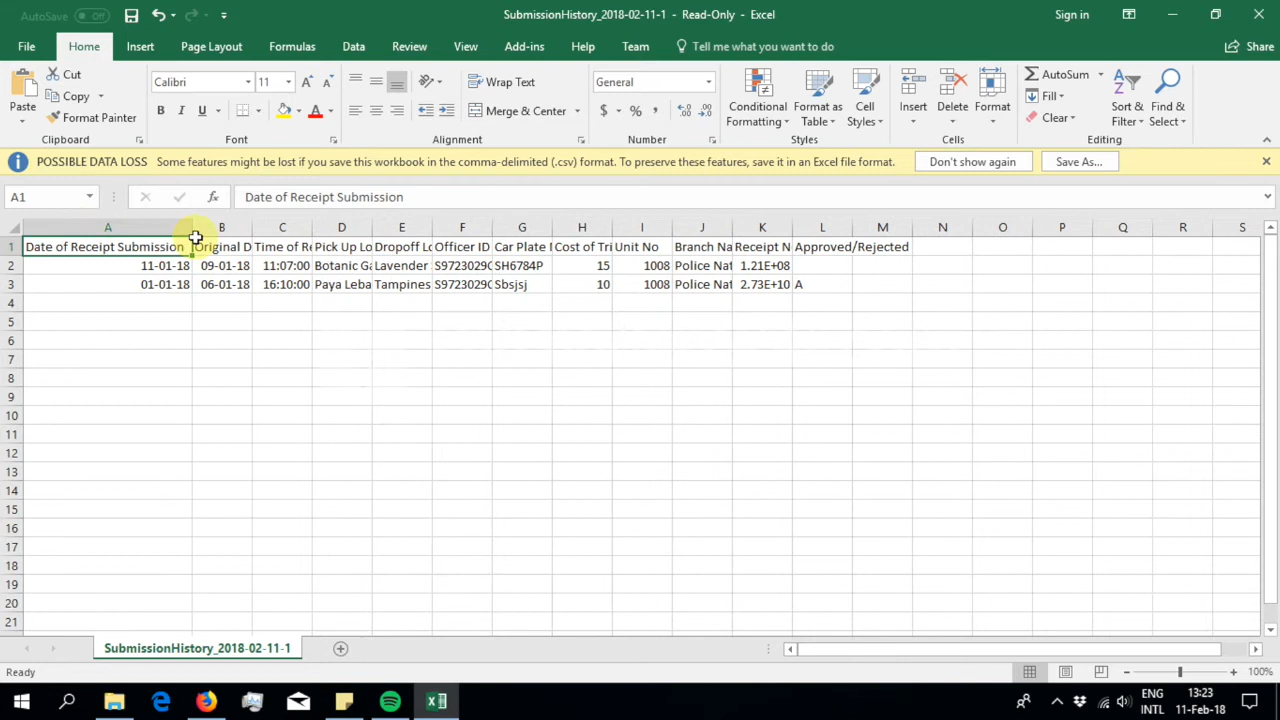 AutoSave Off SubmissionHistory_2018-02-11-1 - Read-Only - Excel Sign in
File Home Insert Page Layout Formulas Data Review View Add-ins Help Team Tell me what you want to do Share
Paste Cut Copy Format Painter
Calibri 11 B I U A
Wrap Text Merge & Center
General $ %
Conditional Formatting Format as Table Cell Styles
Insert Delete Format
AutoSum Fill Clear Sort & Filter Find & Select
Clipboard Font Alignment Number Styles Cells Editing
POSSIBLE DATA LOSS Some features might be lost if you save this workbook in the comma-delimited (.csv) format. To preserve these features, save it in an Excel file format. Don't show again Save As...
A1 fx Date of Receipt Submission
A B C D E F G H I J K L M N O P Q R S
1 Date of Receipt Submission Original D Time of Re Pick Up Lo Dropoff Lo Officer ID Car Plate Cost of Tri Unit No Branch Na Receipt N Approved/Rejected
2 11-01-18 09-01-18 11:07:00 Botanic Ga Lavender S9723029 SH6784P 15 1008 Police Nat 1.21E+08
3 01-01-18 06-01-18 16:10:00 Paya Leba Tampines S9723029 Sbsjsj 10 1008 Police Nat 2.73E+10 A
4
5
6
7
8
9
10
11
12
13
14
15
16
17
18
19
20
21
SubmissionHistory_2018-02-11-1
Ready 100%
ENG 13:23
INTL 11-Feb-18